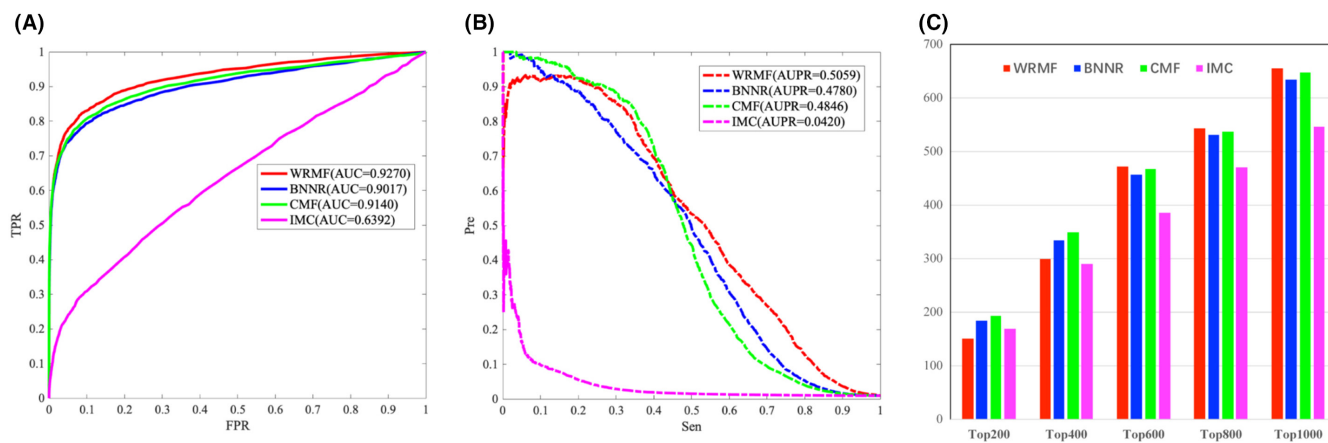 (A)
1
0.9
0.8
0.7
0.6
0.5
0.4
0.3
0.2
0.1
0
TPR
WRMF(AUC=0.9270)
BNNR(AUC=0.9017)
CMF(AUC=0.9140)
IMC(AUC=0.6392)
0 0.1 0.2 0.3 0.4 0.5 0.6 0.7 0.8 0.9 1
FPR
(B)
1
0.9
0.8
0.7
0.6
0.5
0.4
0.3
0.2
0.1
0
Pre
WRMF(AUPR=0.5059)
BNNR(AUPR=0.4780)
CMF(AUPR=0.4846)
IMC(AUPR=0.0420)
0 0.1 0.2 0.3 0.4 0.5 0.6 0.7 0.8 0.9 1
Sen
(C)
700
600
500
400
300
200
100
0
WRMF BNNR CMF IMC
Top200 Top400 Top600 Top800 Top1000